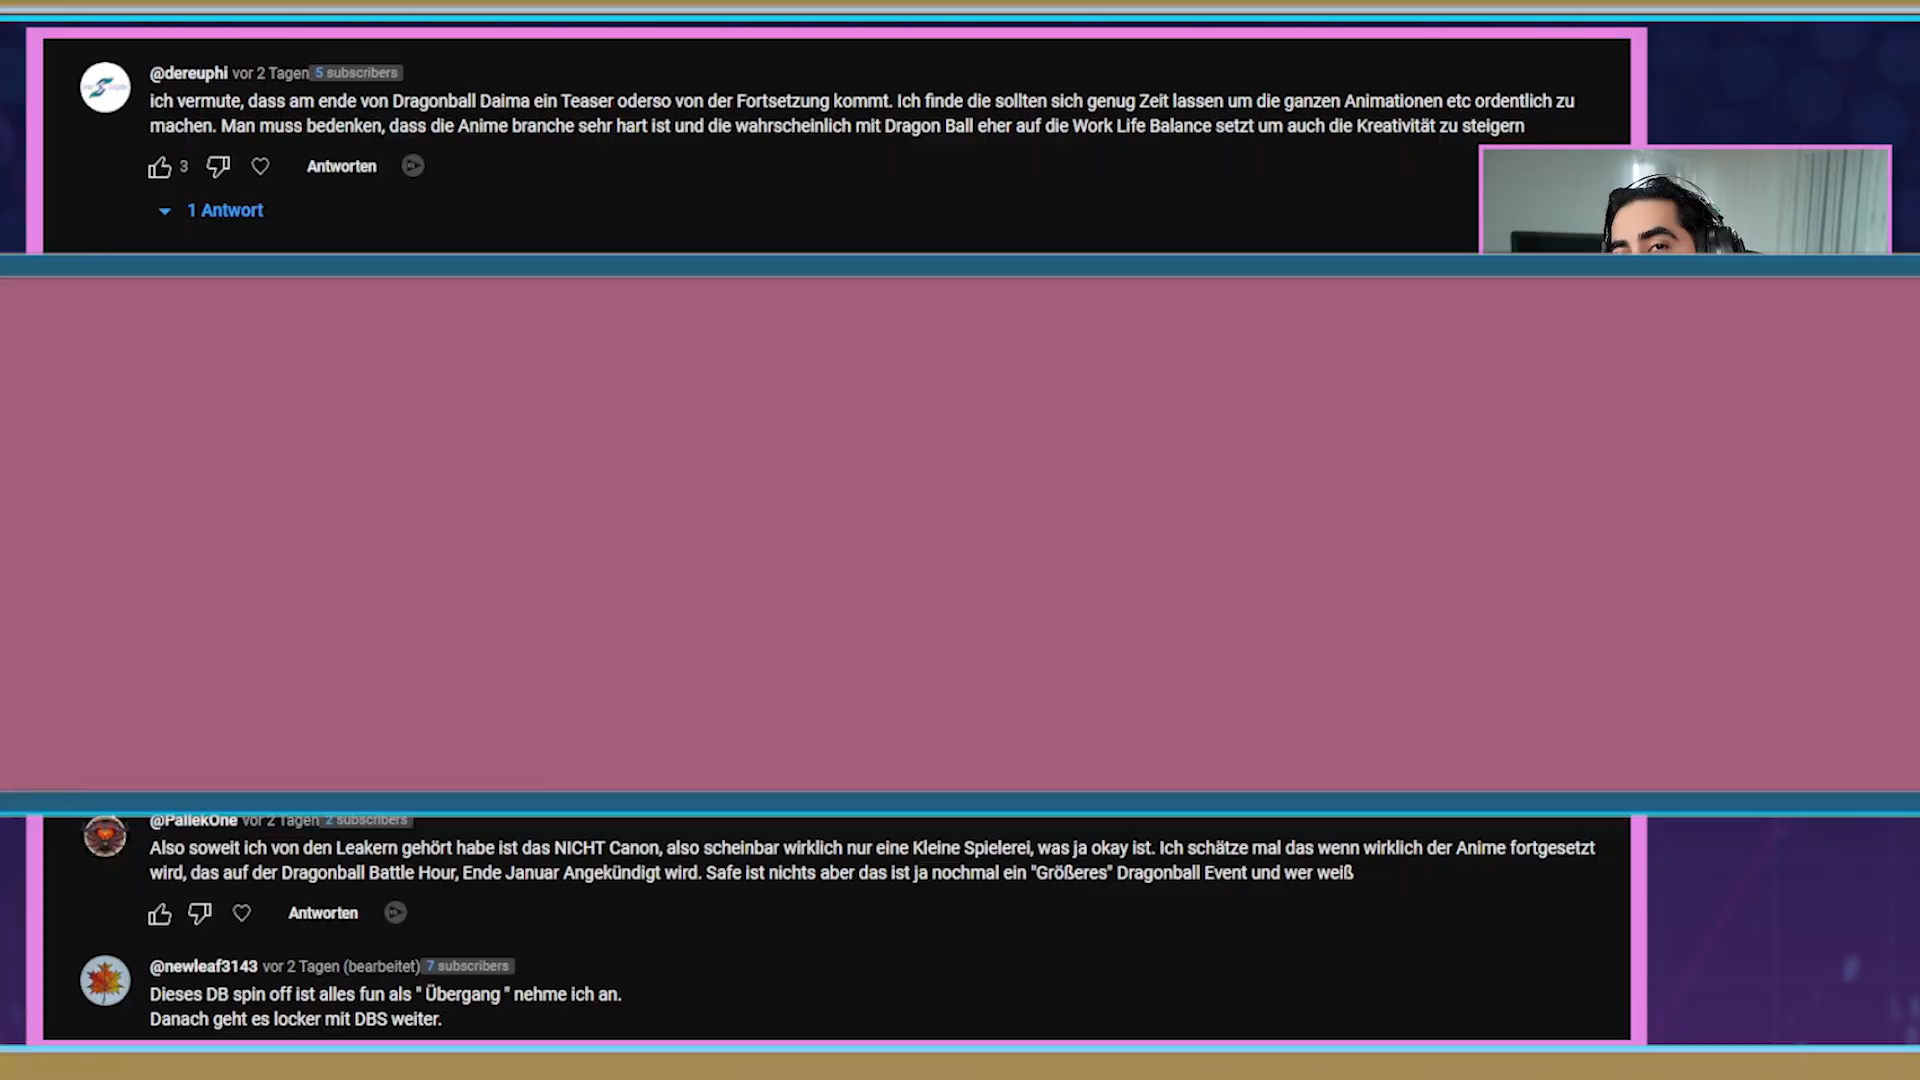 @dereuphi vor 2 Tagen 5 subscribers
ich vermute, dass am ende von Dragonball Daima ein Teaser oderso von der Fortsetzung kommt. Ich finde die sollten sich genug Zeit lassen um die ganzen Animationen etc ordentlich zu
machen. Man muss bedenken, dass die Anime branche sehr hart ist und die wahrscheinlich mit Dragon Ball eher auf die Work Life Balance setzt um auch die Kreativität zu steigern
3 Antworten
1 Antwort
@PallekOne vor 2 Tagen 2 subscribers
Also soweit ich von den Leakern gehört habe ist das NICHT Canon, also scheinbar wirklich nur eine Kleine Spielerei, was ja okay ist. Ich schätze mal das wenn wirklich der Anime fortgesetzt
wird, das auf der Dragonball Battle Hour, Ende Januar Angekündigt wird. Safe ist nichts aber das ist ja nochmal ein "Größeres" Dragonball Event und wer weiß
Antworten
@newleaf3143 vor 2 Tagen (bearbeitet) 7 subscribers
Dieses DB spin off ist alles fun als " Übergang " nehme ich an.
Danach geht es locker mit DBS weiter.